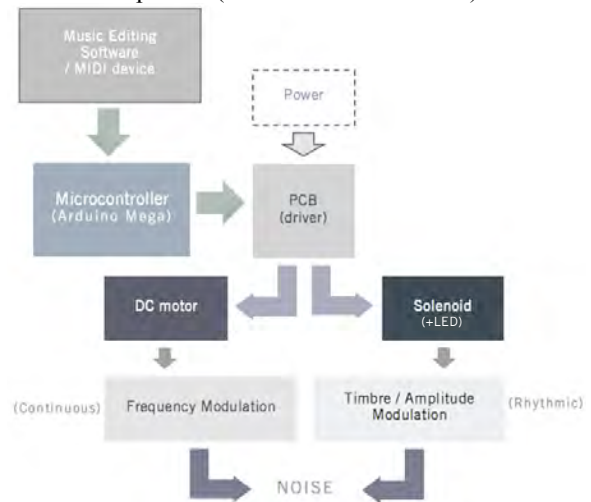 Music Editing
Software
/ MIDI device
Power
Microcontroller
(Arduino Mega)
PCB
(driver)
DC motor
Solenoid
(+LED)
(Continuous)
Frequency Modulation
Timbre / Amplitude
Modulation
(Rhythmic)
NOISE